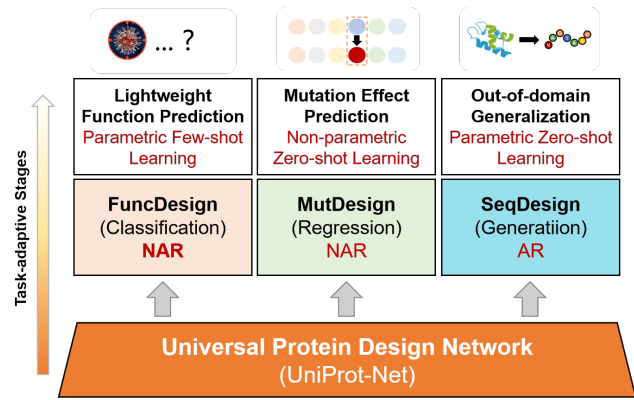 ... ?
Lightweight
Function Prediction
Parametric Few-shot
Learning
Mutation Effect
Prediction
Non-parametric
Zero-shot Learning
Out-of-domain
Generalization
Parametric Zero-shot
Learning
Task-adaptive Stages
FuncDesign
(Classification)
NAR
MutDesign
(Regression)
NAR
SeqDesign
(Generatiion)
AR
Universal Protein Design Network
(UniProt-Net)